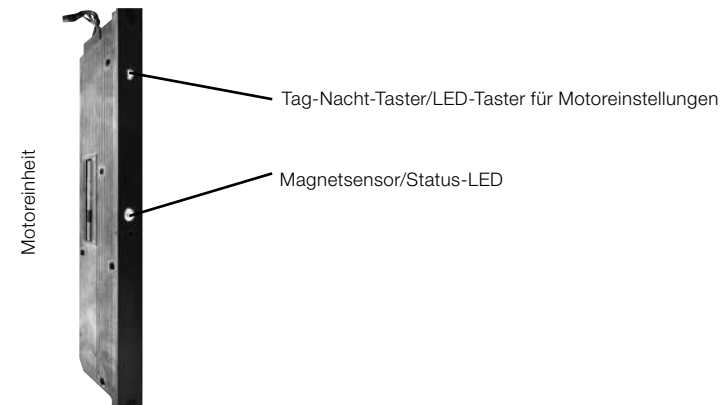 Tag-Nacht-Taster/LED-Taster für Motoreinstellungen
Magnetsensor/Status-LED
Motoreinheit